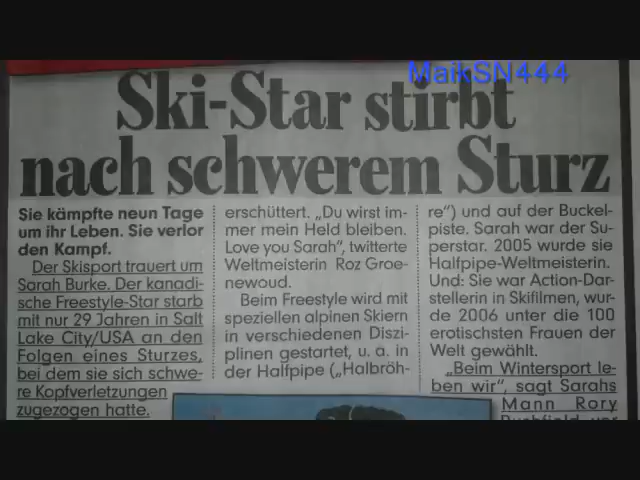 MaikSN444
Ski-Star stirbt
nach schwerem Sturz
Sie kämpfte neun Tage
um ihr Leben. Sie verlor
den Kampf.
Der Skisport trauert um
Sarah Burke. Der kanadi-
sche Freestyle-Star starb
mit nur 29 Jahren in Salt
Lake City/USA an den
Folgen eines Sturzes,
bei dem sie sich schwe-
re Kopfverletzungen
zugezogen hatte.
erschüttert. „Du wirst im-
mer mein Held bleiben.
Love you Sarah”, twitterte
Weltmeisterin Roz Groe-
newoud.
Beim Freestyle wird mit
speziellen alpinen Skiern
in verschiedenen Diszi-
plinen gestartet, u. a. in
der Halfpipe („Halbröh-
re”) und auf der Buckel-
piste. Sarah war der Su-
perstar. 2005 wurde sie
Halfpipe-Weltmeisterin.
Und: Sie war Action-Dar-
stellerin in Skifilmen, wur-
de 2006 unter die 100
erotischsten Frauen der
Welt gewählt.
„Beim Wintersport le-
ben wir”, sagt Sarahs
Mann Rory